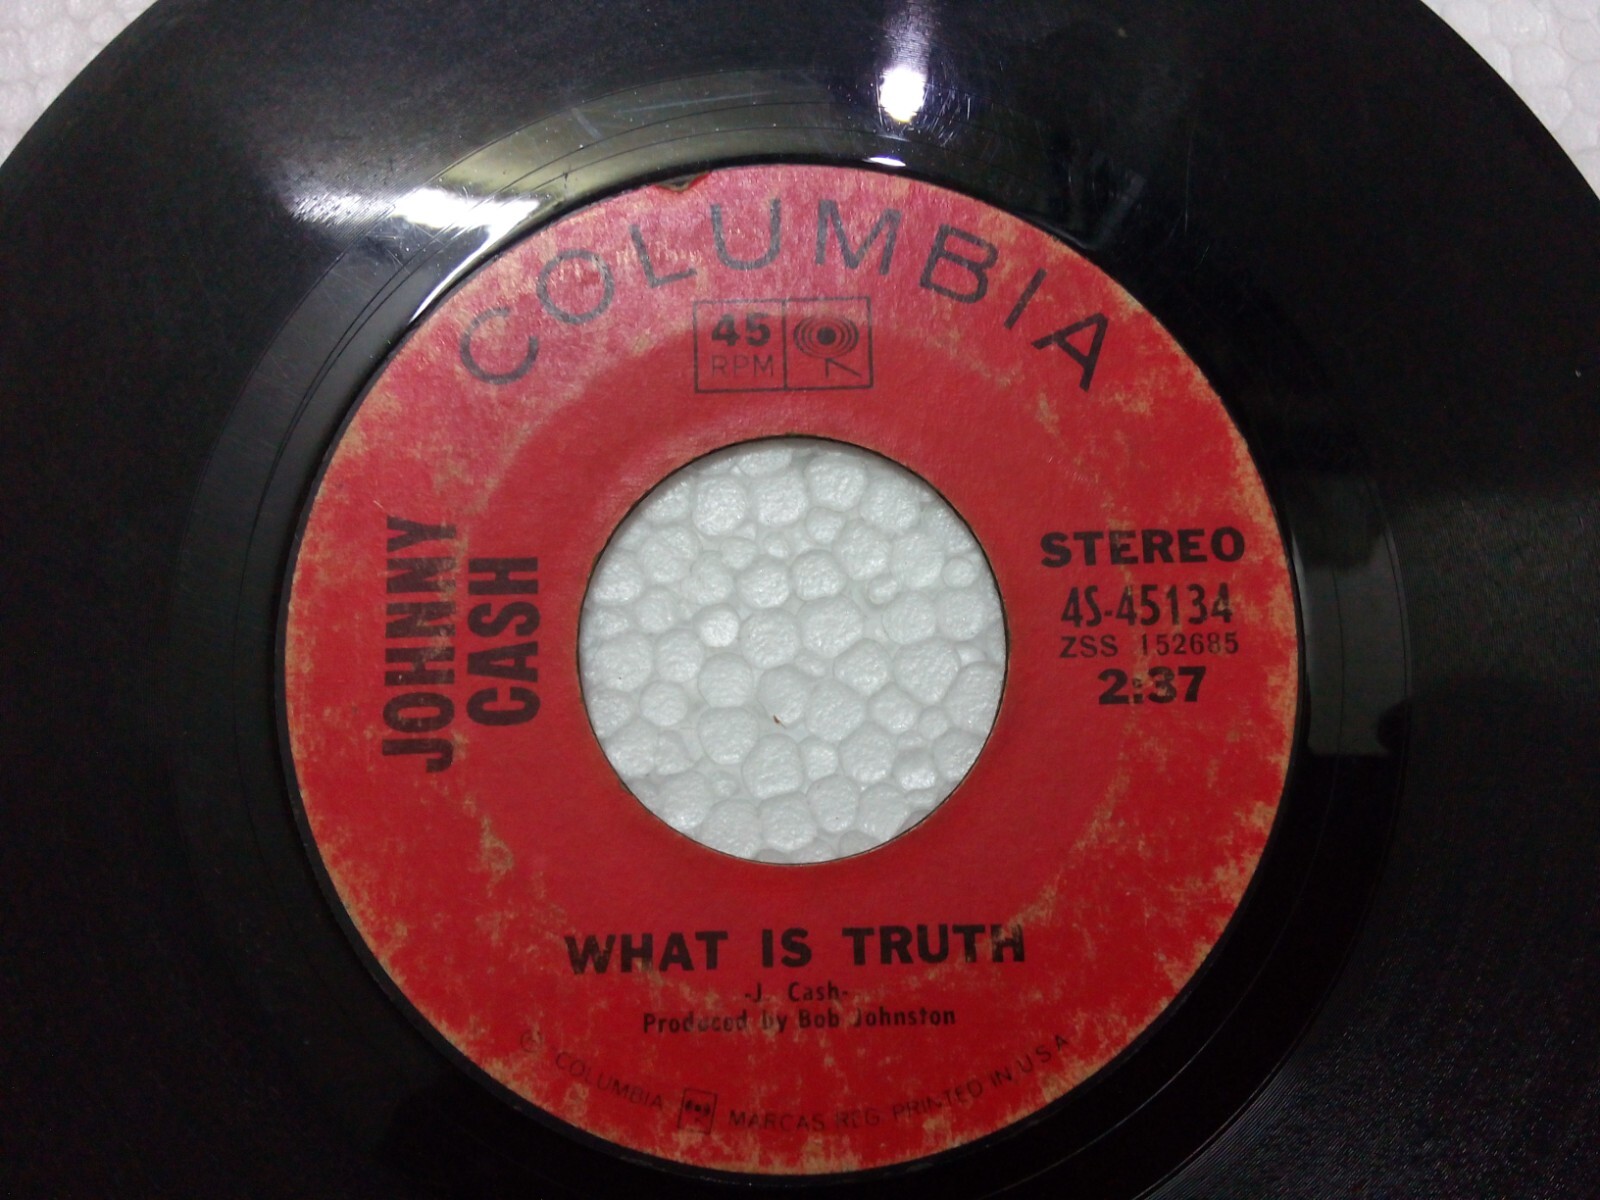 COLUMBIA
45
RPM
JOHNNY
CASH
STEREO
4S-45134
ZSS 152685
2:37
WHAT IS TRUTH
-J. Cash-
Produced by Bob Johnston
© COLUMBIA MARCAS REG. PRINTED IN U S A